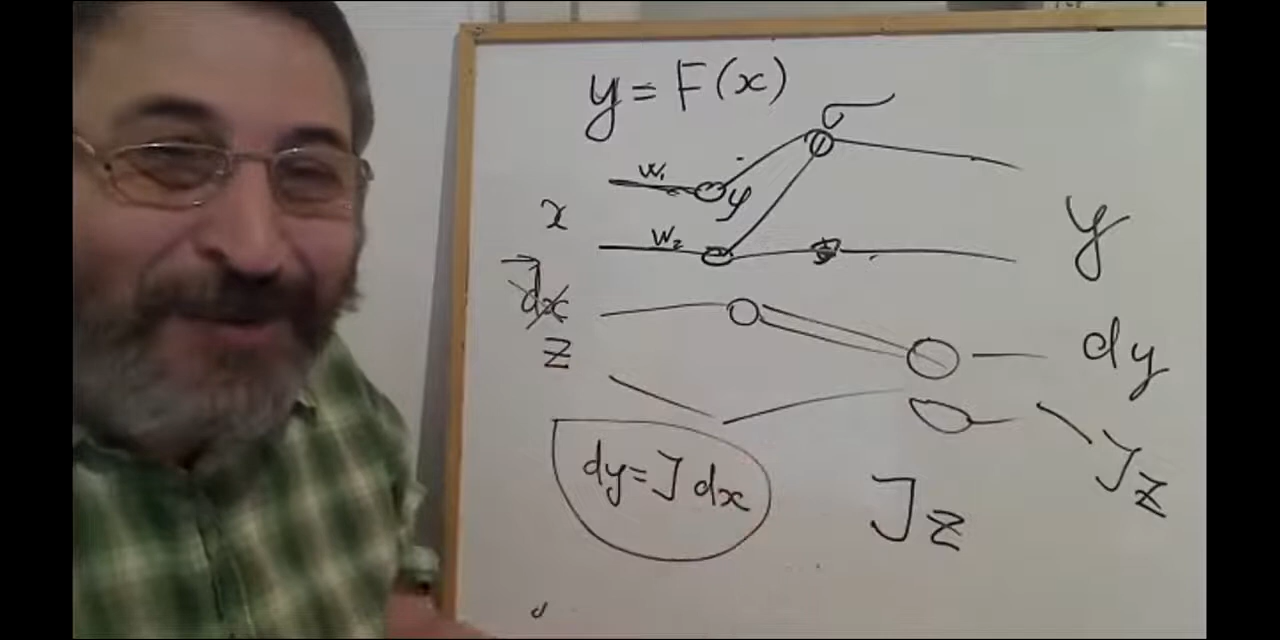 y = F(x)
σ
w₁
y
x
w₂
y
dx
dy
z
dy = J dx
Jz
Jz